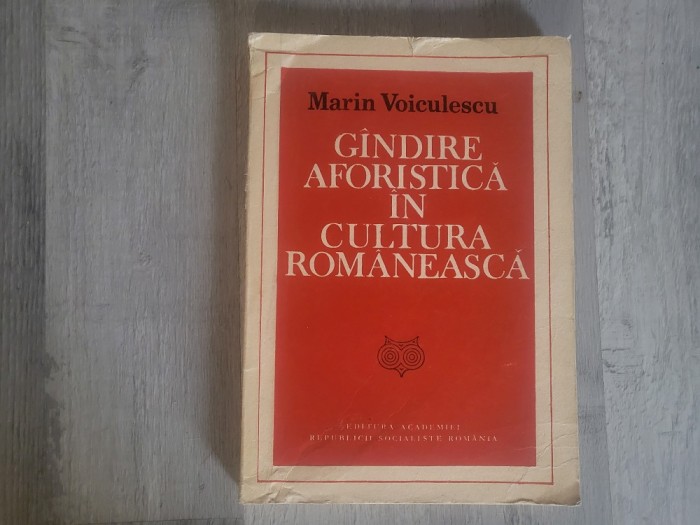 Marin Voiculescu
GÎNDIRE
AFORISTICĂ
ÎN
CULTURA
ROMÂNEASCĂ
EDITURA ACADEMIEI
REPUBLICII SOCIALISTE ROMÂNIA